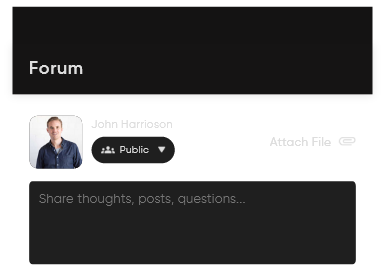 Forum
John Harrioson
Public
Attach File
Share thoughts, posts, questions...